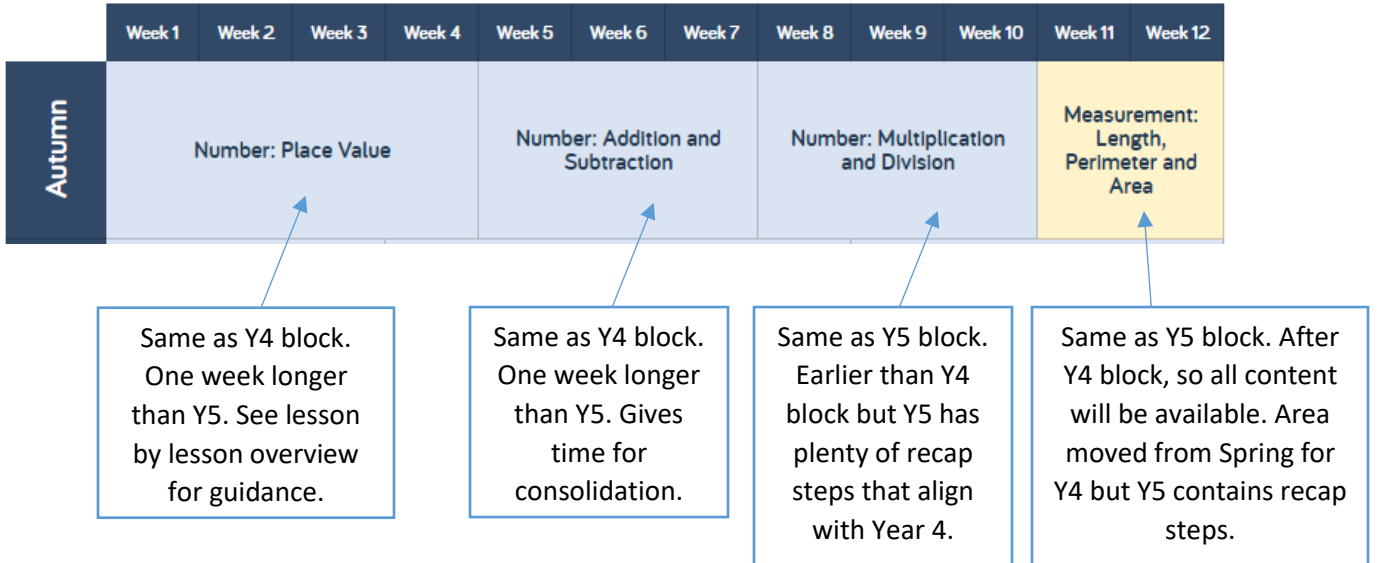 Week 1 Week 2 Week 3 Week 4 Week 5 Week 6 Week 7 Week 8 Week 9 Week 10 Week 11 Week 12
Autumn
Number: Place Value
Number: Addition and
Subtraction
Number: Multiplication
and Division
Measurement:
Length,
Perimeter and
Area
Same as Y4 block.
One week longer
than Y5. See lesson
by lesson overview
for guidance.
Same as Y4 block.
One week longer
than Y5. Gives
time for
consolidation.
Same as Y5 block.
Earlier than Y4
block but Y5 has
plenty of recap
steps that align
with Year 4.
Same as Y5 block. After
Y4 block, so all content
will be available. Area
moved from Spring for
Y4 but Y5 contains recap
steps.